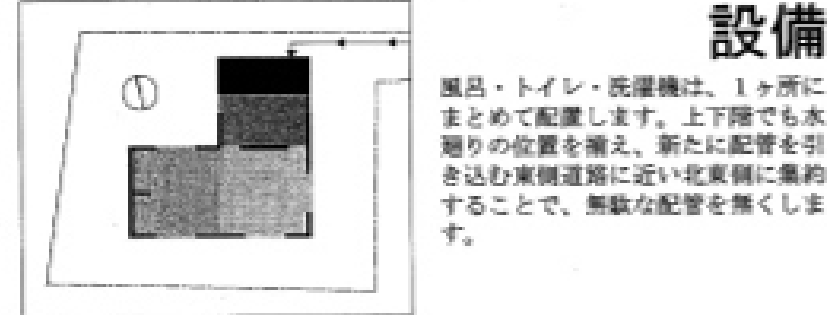 設備
風呂・トイレ・洗濯機は、1ヶ所に
まとめて配置します。上下階でも水
廻りの位置を揃え、新たに配管を引
き込む東側道路に近い北東側に集約
することで、無駄な配管を無くしま
す。